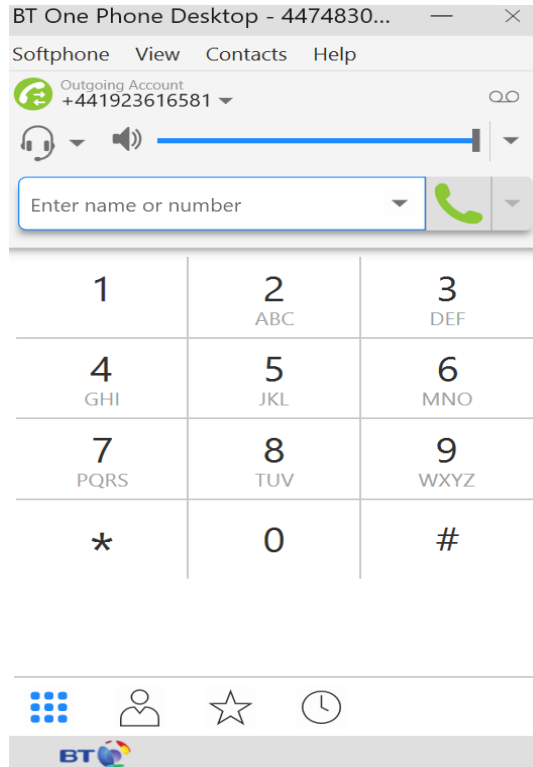 BT One Phone Desktop - 4474830...
Softphone View Contacts Help
Outgoing Account
+441923616581
Enter name or number
1 2 3
ABC DEF
4 5 6
GHI JKL MNO
7 8 9
PQRS TUV WXYZ
* 0 #
BT